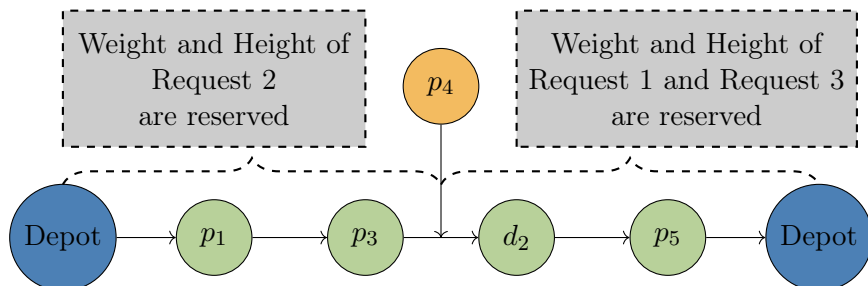 Weight and Height of
Request 2
are reserved
Weight and Height of
Request 1 and Request 3
are reserved
p4
Depot
p1
p3
d2
p5
Depot